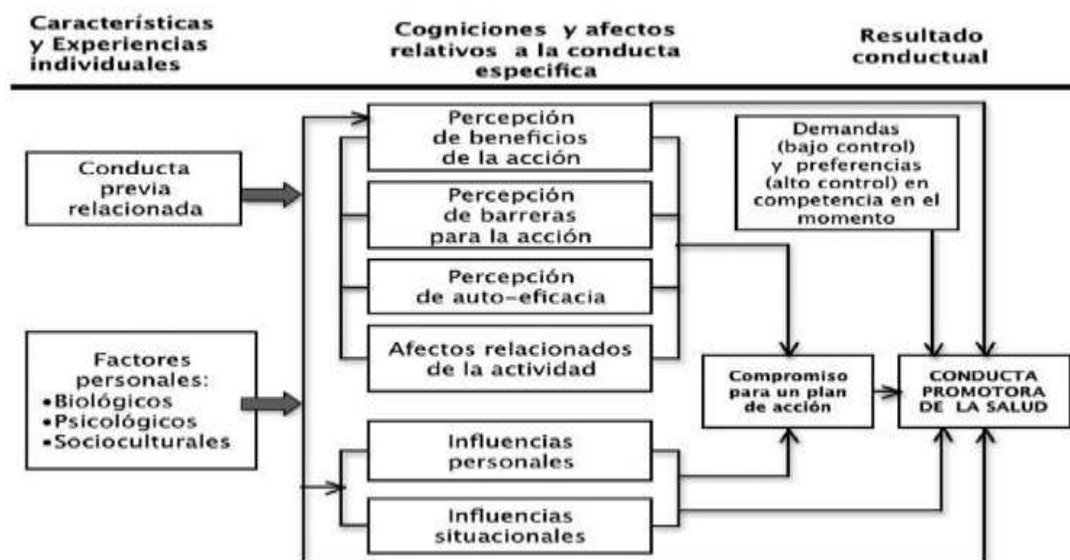 Características
y Experiencias
individuales
Cogniciones y afectos
relativos a la conducta
especifica
Resultado
conductual
Conducta
previa
relacionada
Factores
personales:
•Biológicos
•Psicológicos
•Socioculturales
Percepción
de beneficios
de la acción
Percepción
de barreras
para la acción
Percepción
de auto-eficacia
Afectos relacionados
de la actividad
Influencias
personales
Influencias
situacionales
Demandas
(bajo control)
y preferencias
(alto control) en
competencia en el
momento
Compromiso
para un plan
de acción
CONDUCTA
PROMOTORA
DE LA SALUD